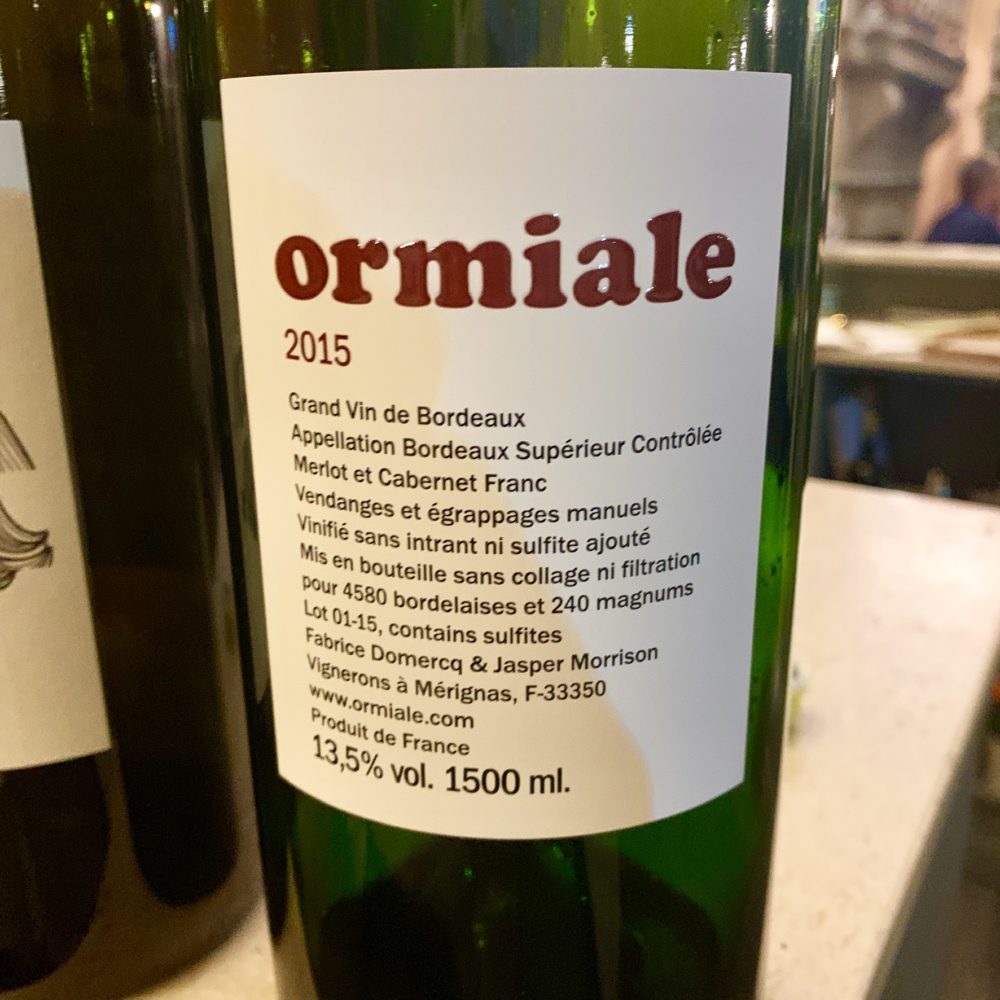 ormiale
2015
Grand Vin de Bordeaux
Appellation Bordeaux Supérieur Contrôlée
Merlot et Cabernet Franc
Vendanges et égrappages manuels
Vinifié sans intrant ni sulfite ajouté
Mis en bouteille sans collage ni filtration
pour 4580 bordelaises et 240 magnums
Lot 01-15, contains sulfites
Fabrice Domercq & Jasper Morrison
Vignerons à Mérignas, F-33350
www.ormiale.com
Produit de France
13,5% vol. 1500 ml.